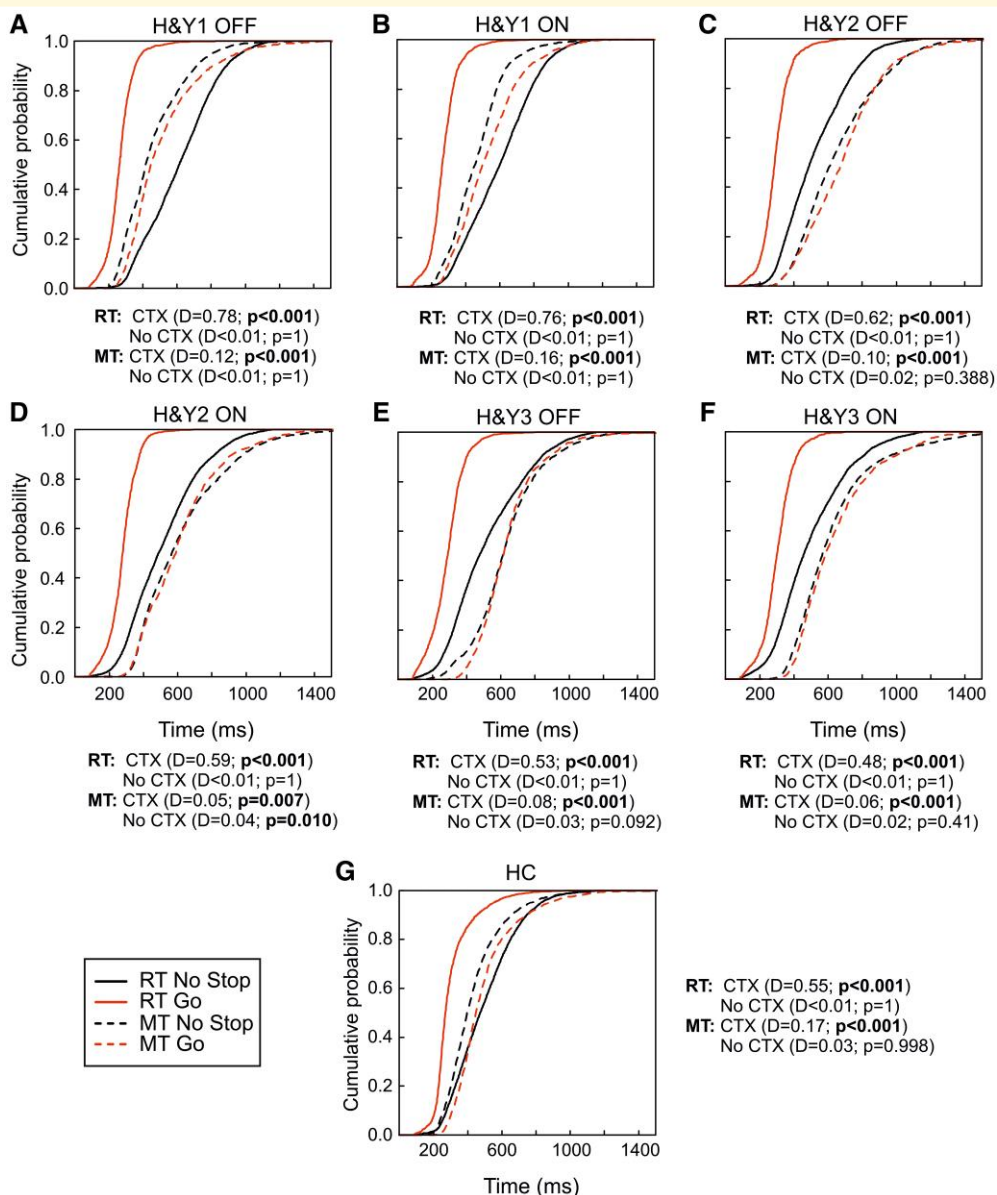 A
H&Y1 OFF
Cumulative probability
1.0
0.8
0.6
0.4
0.2
0.0
RT: CTX (D=0.78; p<0.001)
No CTX (D<0.01; p=1)
MT: CTX (D=0.12; p<0.001)
No CTX (D<0.01; p=1)
B
H&Y1 ON
RT: CTX (D=0.76; p<0.001)
No CTX (D<0.01; p=1)
MT: CTX (D=0.16; p<0.001)
No CTX (D<0.01; p=1)
C
H&Y2 OFF
RT: CTX (D=0.62; p<0.001)
No CTX (D<0.01; p=1)
MT: CTX (D=0.10; p<0.001)
No CTX (D=0.02; p=0.388)
D
H&Y2 ON
Cumulative probability
1.0
0.8
0.6
0.4
0.2
0.0
200 600 1000 1400
Time (ms)
RT: CTX (D=0.59; p<0.001)
No CTX (D<0.01; p=1)
MT: CTX (D=0.05; p=0.007)
No CTX (D=0.04; p=0.010)
E
H&Y3 OFF
200 600 1000 1400
Time (ms)
RT: CTX (D=0.53; p<0.001)
No CTX (D<0.01; p=1)
MT: CTX (D=0.08; p<0.001)
No CTX (D=0.03; p=0.092)
F
H&Y3 ON
200 600 1000 1400
Time (ms)
RT: CTX (D=0.48; p<0.001)
No CTX (D<0.01; p=1)
MT: CTX (D=0.06; p<0.001)
No CTX (D=0.02; p=0.41)
RT No Stop
RT Go
MT No Stop
MT Go
G
HC
Cumulative probability
1.0
0.8
0.6
0.4
0.2
0.0
200 600 1000 1400
Time (ms)
RT: CTX (D=0.55; p<0.001)
No CTX (D<0.01; p=1)
MT: CTX (D=0.17; p<0.001)
No CTX (D=0.03; p=0.998)